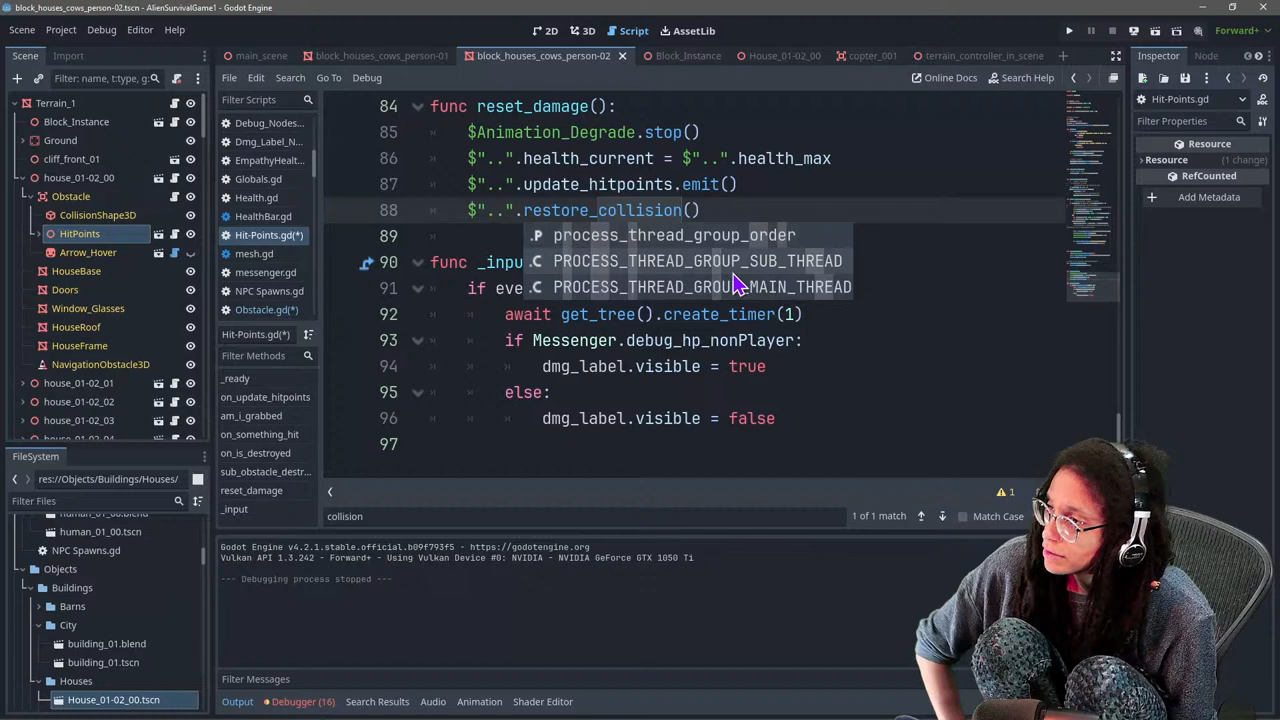 block_houses_cows_person-02.tscn - AlienSurvivalGame1 - Godot Engine
Scene Project Debug Editor Help
2D 3D Script AssetLib
Forward+
Scene Import
main_scene block_houses_cows_person-01 block_houses_cows_person-02 Block_Instance House_01-02_00 copter_001 terrain_controller_in_scene
Inspector Node
Filter: name, t:type, g:
File Edit Search Go To Debug
Online Docs Search Help
Hit-Points.gd
Filter Properties
Resource
Resource (1 change)
RefCounted
Add Metadata
Terrain_1
Block_Instance
Ground
cliff_front_01
house_01-02_00
Obstacle
CollisionShape3D
HitPoints
Arrow_Hover
HouseBase
Doors
Window_Glasses
HouseRoof
HouseFrame
NavigationObstacle3D
house_01-02_01
house_01-02_02
house_01-02_03
house_01-02_04
Filter Scripts
Debug_Nodes...
Dmg_Label_N...
EmpathyHealt...
Globals.gd
Health.gd
HealthBar.gd
Hit-Points.gd(*)
mesh.gd
messenger.gd
NPC Spawns.gd
Obstacle.gd(*)
Hit-Points.gd(*)
Filter Methods
_ready
on_update_hitpoints
am_i_grabbed
on_something_hit
on_is_destroyed
sub_obstacle_destr...
reset_damage
_input
84 func reset_damage():
85 $Animation_Degrade.stop()
86 $"..".health_current = $"..".health_max
87 $"..".update_hitpoints.emit()
88 $"..".restore_collision()
process_thread_group_order
PROCESS_THREAD_GROUP_SUB_THREAD
PROCESS_THREAD_GROUP_MAIN_THREAD
90 func _inpu
91 if eve
92 await get_tree().create_timer(1)
93 if Messenger.debug_hp_nonPlayer:
94 dmg_label.visible = true
95 else:
96 dmg_label.visible = false
97
1
collision
1 of 1 match
Match Case
FileSystem
res://Objects/Buildings/Houses/
Filter Files
human_01_00.blend
human_01_00.tscn
NPC Spawns.gd
Objects
Buildings
Barns
City
building_01.blend
building_01.tscn
Houses
House_01-02_00.tscn
Godot Engine v4.2.1.stable.official.b09f793f5 - https://godotengine.org
Vulkan API 1.3.242 - Forward+ - Using Vulkan Device #0: NVIDIA - NVIDIA GeForce GTX 1050 Ti
--- Debugging process stopped ---
Filter Messages
Output Debugger (16) Search Results Audio Animation Shader Editor